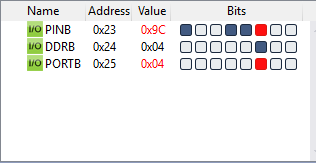 Name Address Value Bits
I/O PINB 0x23 0x9C
I/O DDRB 0x24 0x04
I/O PORTB 0x25 0x04